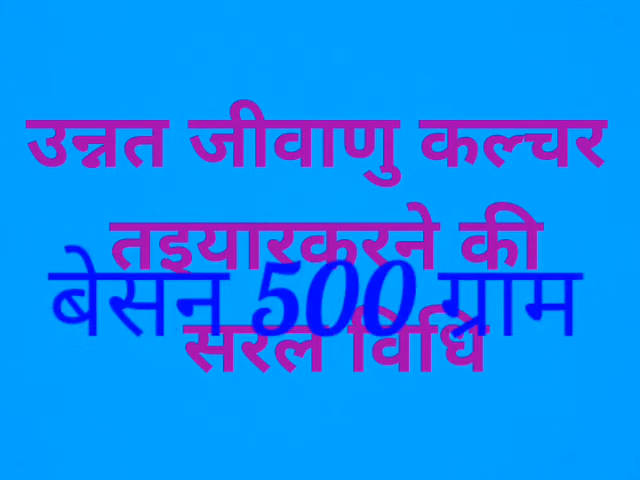 उन्नत जीवाणु कल्चर
तइयारकरने की
बेसन 500 ग्राम
सरल विधि